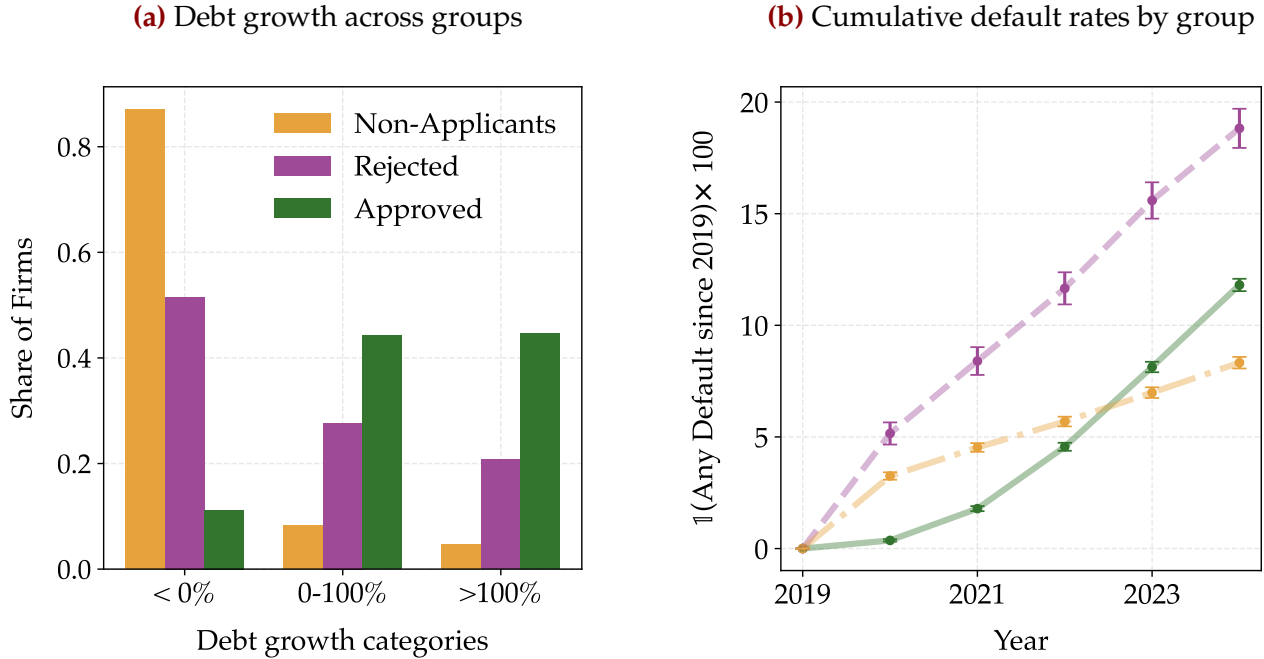 (a) Debt growth across groups
Share of Firms
0.8
0.6
0.4
0.2
0.0
Non-Applicants
Rejected
Approved
< 0%
0-100%
>100%
Debt growth categories
(b) Cumulative default rates by group
𝟙(Any Default since 2019)× 100
20
15
10
5
0
2019
2021
2023
Year